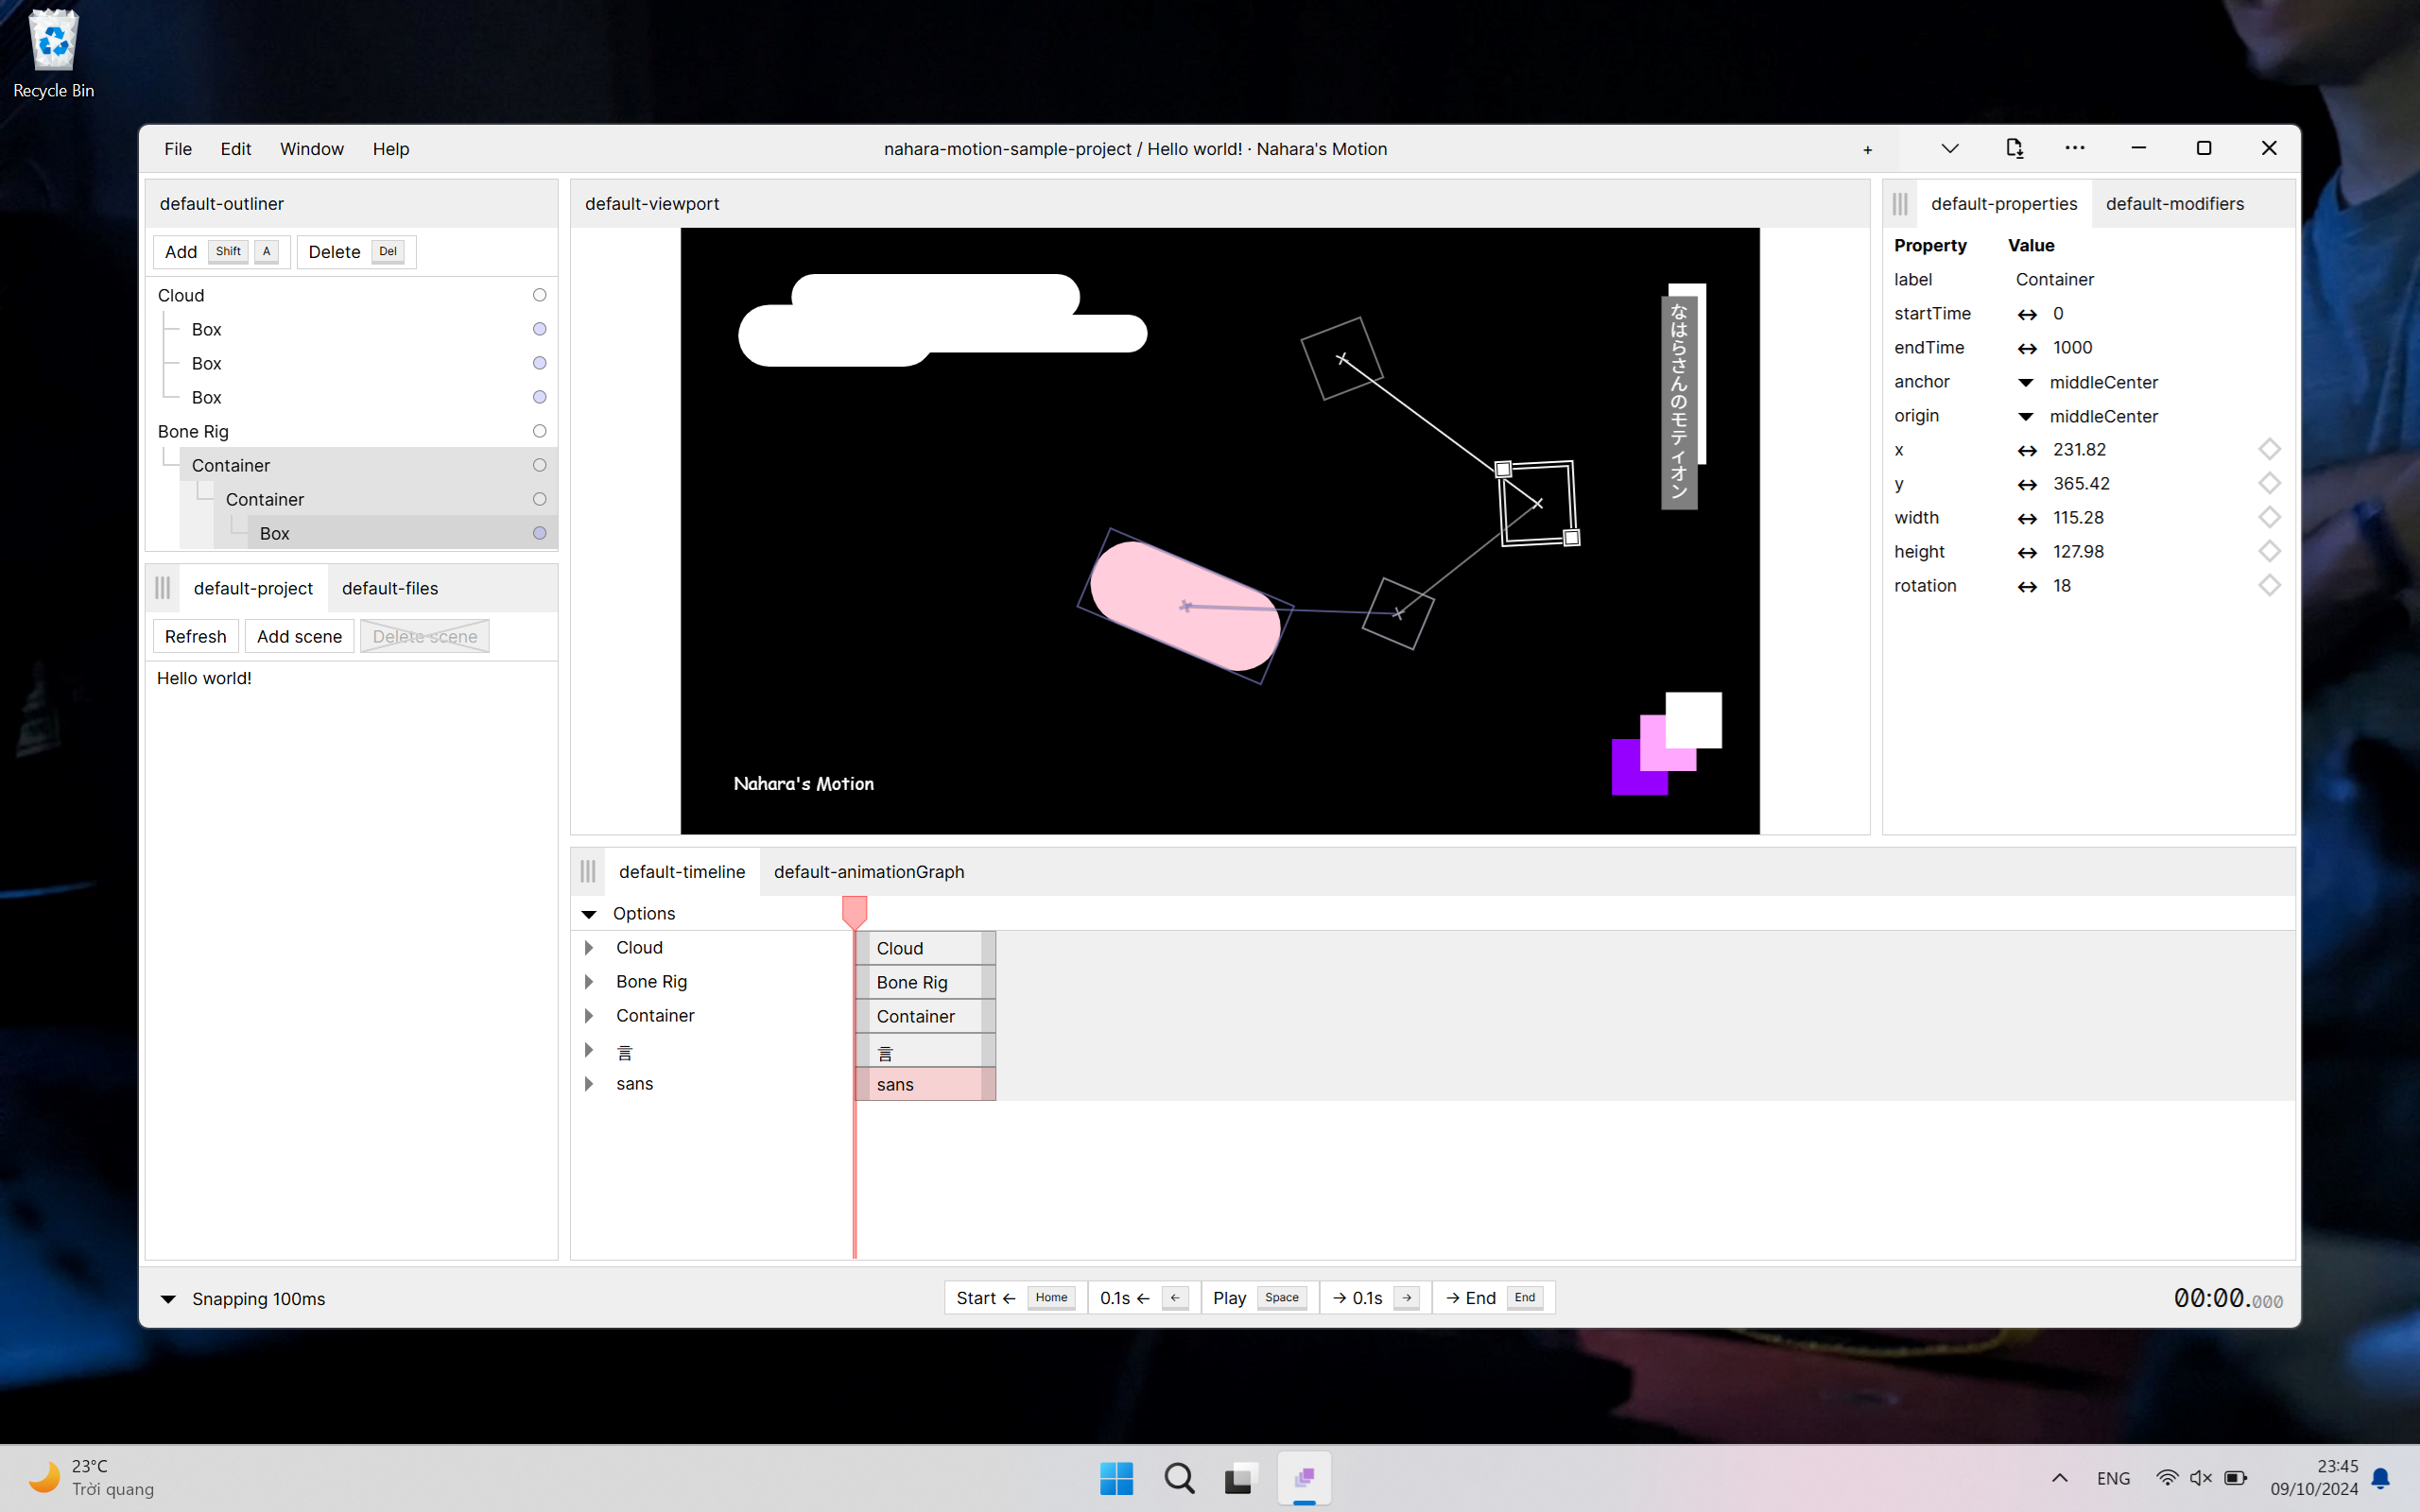 Recycle Bin
File Edit Window Help
nahara-motion-sample-project / Hello world! · Nahara's Motion
+
default-outliner
Add Shift A Delete Del
Cloud
Box
Box
Box
Bone Rig
Container
Container
Box
default-project default-files
Refresh Add scene Delete scene
Hello world!
default-viewport
なはらさんのモティオン
Nahara's Motion
default-properties default-modifiers
Property Value
label Container
startTime ↔ 0
endTime ↔ 1000
anchor middleCenter
origin middleCenter
x ↔ 231.82
y ↔ 365.42
width ↔ 115.28
height ↔ 127.98
rotation ↔ 18
default-timeline default-animationGraph
Options
Cloud Cloud
Bone Rig Bone Rig
Container Container
言 言
sans sans
Snapping 100ms
Start ← Home 0.1s ← ← Play Space → 0.1s → → End End
00:00.000
23°C
Trời quang
ENG
23:45
09/10/2024